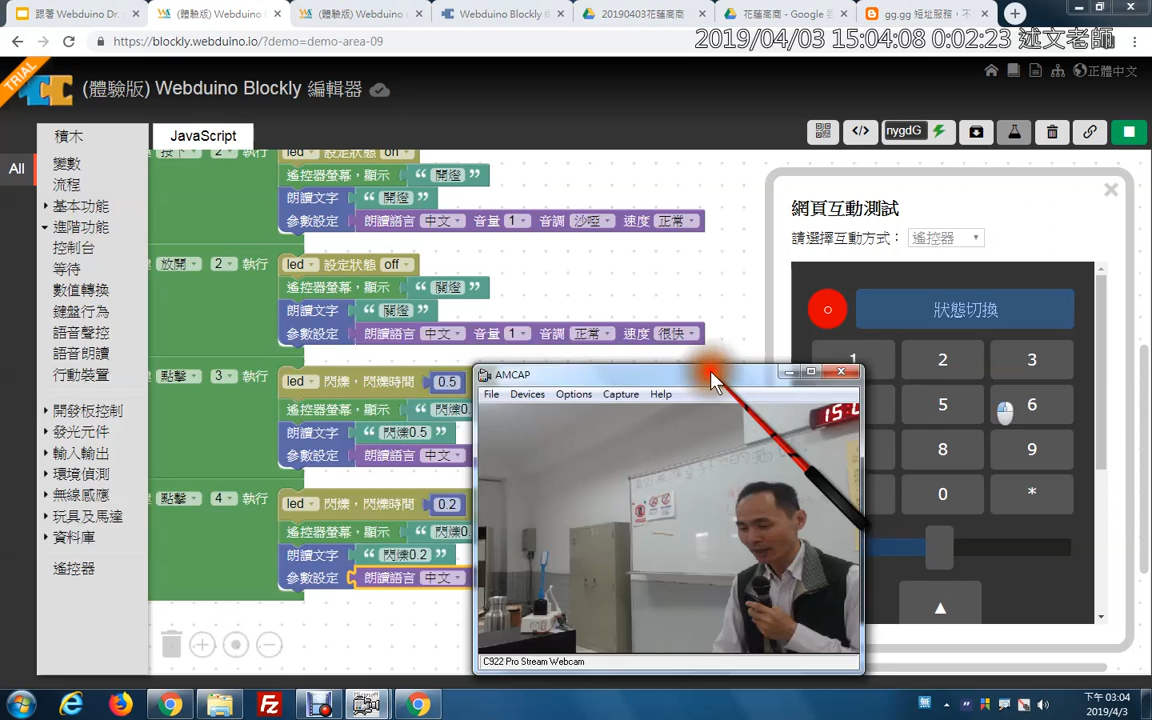 跟著 Webduino Dr.
(體驗版) Webduino
(體驗版) Webduino
Webduino Blockly
20190403花蓮高商
花蓮高商 - Google
gg.gg 短址服務，不
https://blockly.webduino.io/?demo=demo-area-09
2019/04/03 15:04:08 0:02:23 述文老師
TRIAL
(體驗版) Webduino Blockly 編輯器
正體中文
積木
JavaScript
nygdG
All
變數
流程
基本功能
進階功能
控制台
等待
數值轉換
鍵盤行為
語音聲控
語音朗讀
行動裝置
開發板控制
發光元件
輸入輸出
環境偵測
無線感應
玩具及馬達
資料庫
遙控器
按下 2 執行 led 設定狀態 on
遙控器螢幕，顯示 “ 開燈 ”
朗讀文字 “ 開燈 ”
參數設定 朗讀語言 中文 音量 1 音調 沙啞 速度 正常
放開 2 執行 led 設定狀態 off
遙控器螢幕，顯示 “ 關燈 ”
朗讀文字 “ 關燈 ”
參數設定 朗讀語言 中文 音量 1 音調 正常 速度 很快
點擊 3 執行 led 閃爍，閃爍時間 0.5
遙控器螢幕，顯示 “ 閃爍0.
朗讀文字 “ 閃爍0.5 ”
參數設定 朗讀語言 中文
點擊 4 執行 led 閃爍，閃爍時間 0.2
遙控器螢幕，顯示 “ 閃爍0.
朗讀文字 “ 閃爍0.2 ”
參數設定 朗讀語言 中文
網頁互動測試
請選擇互動方式： 遙控器
狀態切換
1 2 3
5 6
8 9
0 *
▲
AMCAP
File Devices Options Capture Help
15:0
C922 Pro Stream Webcam
下午 03:04
2019/4/3